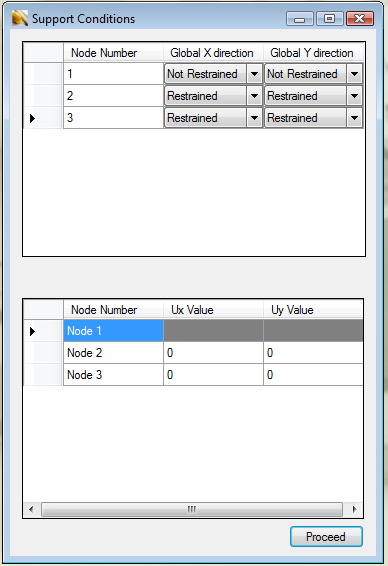 Support Conditions
Node Number Global X direction Global Y direction
1 Not Restrained Not Restrained
2 Restrained Restrained
3 Restrained Restrained
Node Number Ux Value Uy Value
Node 1
Node 2 0 0
Node 3 0 0
Proceed